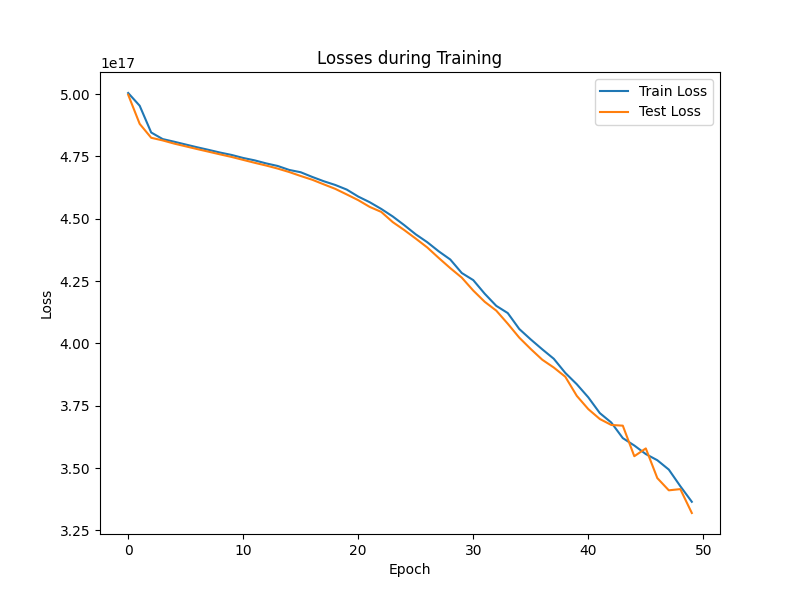 Losses during Training
1e17
5.00
4.75
4.50
4.25
4.00
3.75
3.50
3.25
Loss
Train Loss
Test Loss
0 10 20 30 40 50
Epoch